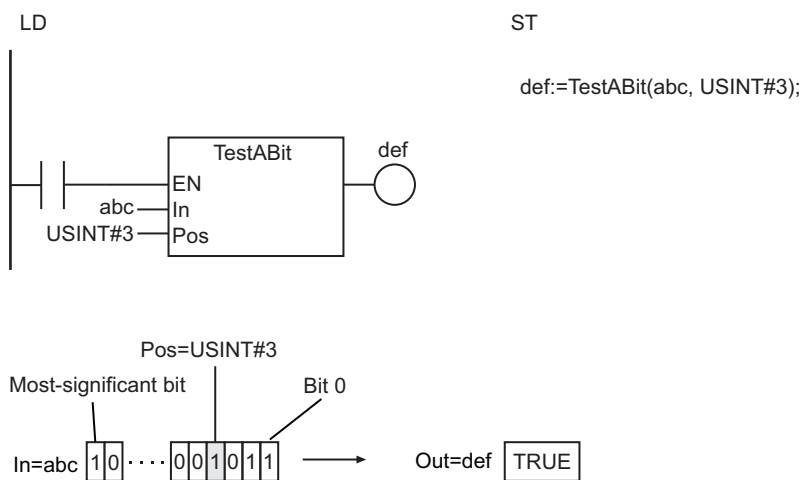 LD
ST
def:=TestABit(abc, USINT#3);
TestABit
def
EN
abc
In
USINT#3
Pos
Pos=USINT#3
Most-significant bit
Bit 0
In=abc 1 0 ···· 0 0 1 0 1 1
Out=def TRUE